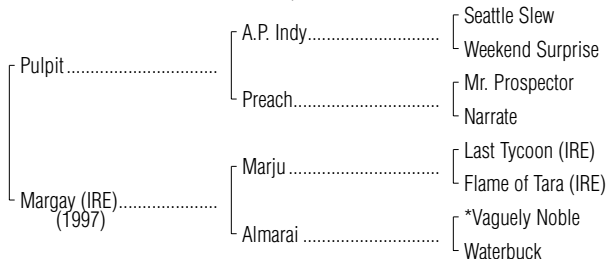 Seattle Slew
A.P. Indy
Weekend Surprise
Pulpit
Mr. Prospector
Preach
Narrate
Last Tycoon (IRE)
Marju
Flame of Tara (IRE)
Margay (IRE)
(1997)
*Vaguely Noble
Almarai
Waterbuck